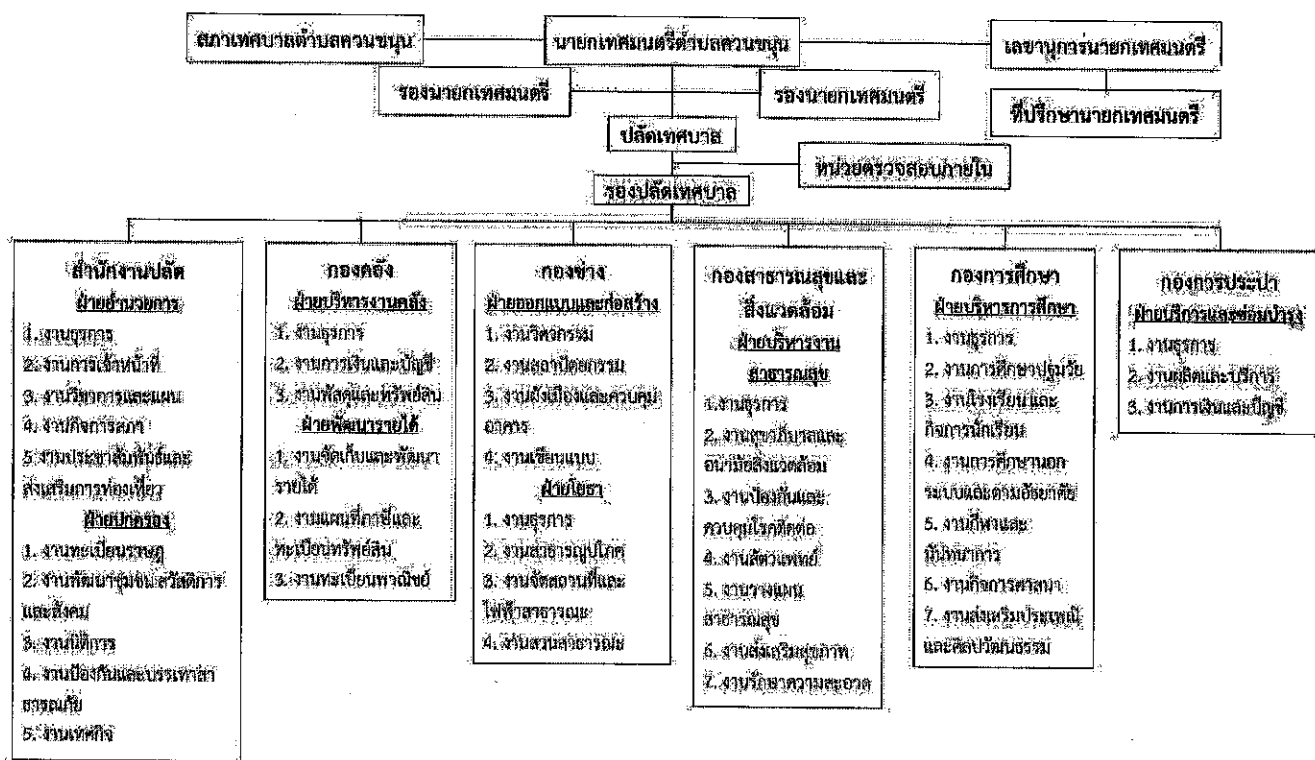 สภาเทศบาลตำบลควนขนุน
นายกเทศมนตรีตำบลควนขนุน
เลขานุการนายกเทศมนตรี
รองนายกเทศมนตรี
รองนายกเทศมนตรี
ที่ปรึกษานายกเทศมนตรี
ปลัดเทศบาล
หน่วยตรวจสอบภายใน
รองปลัดเทศบาล
สำนักงานปลัด
ฝ่ายอำนวยการ
1. งานธุรการ
2. งานการเจ้าหน้าที่
3. งานวิชาการและแผน
4. งานกิจการสภา
5. งานประชาสัมพันธ์และ
ส่งเสริมการท่องเที่ยว
ฝ่ายปกครอง
1. งานทะเบียนราษฎ
2. งานพัฒนาชุมชน สวัสดิการ
และสังคม
3. งานนิติการ
4. งานป้องกันและบรรเทาสา
ธารณภัย
5. งานเทศกิจ
กองคลัง
ฝ่ายบริหารงานคลัง
1. งานธุรการ
2. งานการเงินและบัญชี
3. งานพัสดุและทรัพย์สิน
ฝ่ายพัฒนารายได้
1. งานจัดเก็บและพัฒนา
รายได้
2. งานแผนที่ภาษีและ
ทะเบียนทรัพย์สิน
3. งานทะเบียนพาณิชย์
กองช่าง
ฝ่ายออกแบบและก่อสร้าง
1. งานวิศวกรรม
2. งานสถาปัตยกรรม
3. งานผังเมืองและควบคุม
อาคาร
4. งานเขียนแบบ
ฝ่ายโยธา
1. งานธุรการ
2. งานสาธารณูปโภค
3. งานจัดสถานที่และ
ไฟฟ้าสาธารณะ
4. งานสวนสาธารณะ
กองสาธารณสุขและ
สิ่งแวดล้อม
ฝ่ายบริหารงาน
สาธารณสุข
1.งานธุรการ
2. งานสุขาภิบาลและ
อนามัยสิ่งแวดล้อม
3. งานป้องกันและ
ควบคุมโรคติดต่อ
4. งานสัตวแพทย์
5. งานวางแผน
สาธารณสุข
6. งานส่งเสริมสุขภาพ
7. งานรักษาความสะอาด
กองการศึกษา
ฝ่ายบริหารการศึกษา
1. งานธุรการ
2. งานการศึกษาปฐมวัย
3. งานโรงเรียน และ
กิจการนักเรียน
4. งานการศึกษานอก
ระบบและตามอัธยาศัย
5. งานกีฬาและ
นันทนาการ
6. งานกิจการศาสนา
7. งานส่งเสริมประเพณี
และศิลปวัฒนธรรม
กองการประปา
ฝ่ายบริการและซ่อมบำรุง
1. งานธุรการ
2. งานผลิตและบริการ
3. งานการเงินและบัญชี